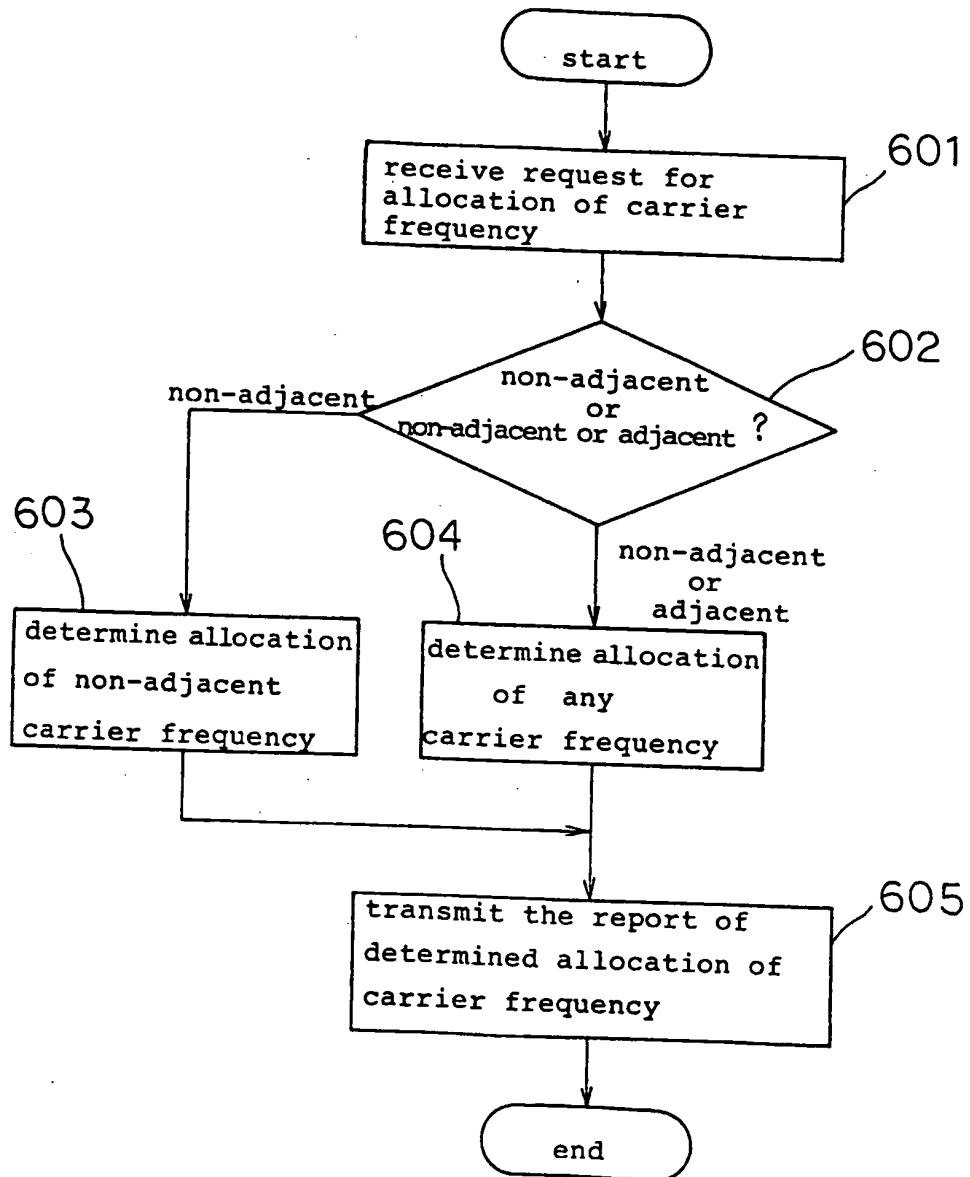 start
601
receive request for
allocation of carrier
frequency
602
non-adjacent
or
non-adjacent or adjacent ?
non-adjacent
603
604
non-adjacent
or
adjacent
determine allocation
of non-adjacent
carrier frequency
determine allocation
of any
carrier frequency
605
transmit the report of
determined allocation of
carrier frequency
end